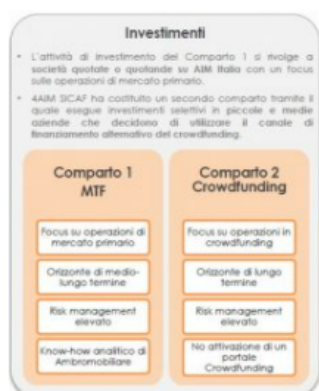 Investimenti
• L'attività di investimento del Comparto 1 si rivolge a
società quotate o quotande su AIM Italia con un focus
sulle operazioni di mercato primario.
• 4AIM SICAF ha costituito un secondo comparto tramite il
quale esegue investimenti selettivi in piccole e medie
aziende che decidono di utilizzare il canale di
finanziamento alternativo del crowdfunding.
Comparto 1
MTF
Focus su operazioni di
mercato primario
Orizzonte di medio-
lungo termine
Risk management
elevato
Know-how analitico di
Ambromobiliare
Comparto 2
Crowdfunding
Focus su operazioni in
crowdfunding
Orizzonte di lungo
termine
Risk management
elevato
No attivazione di un
portale
Crowdfunding